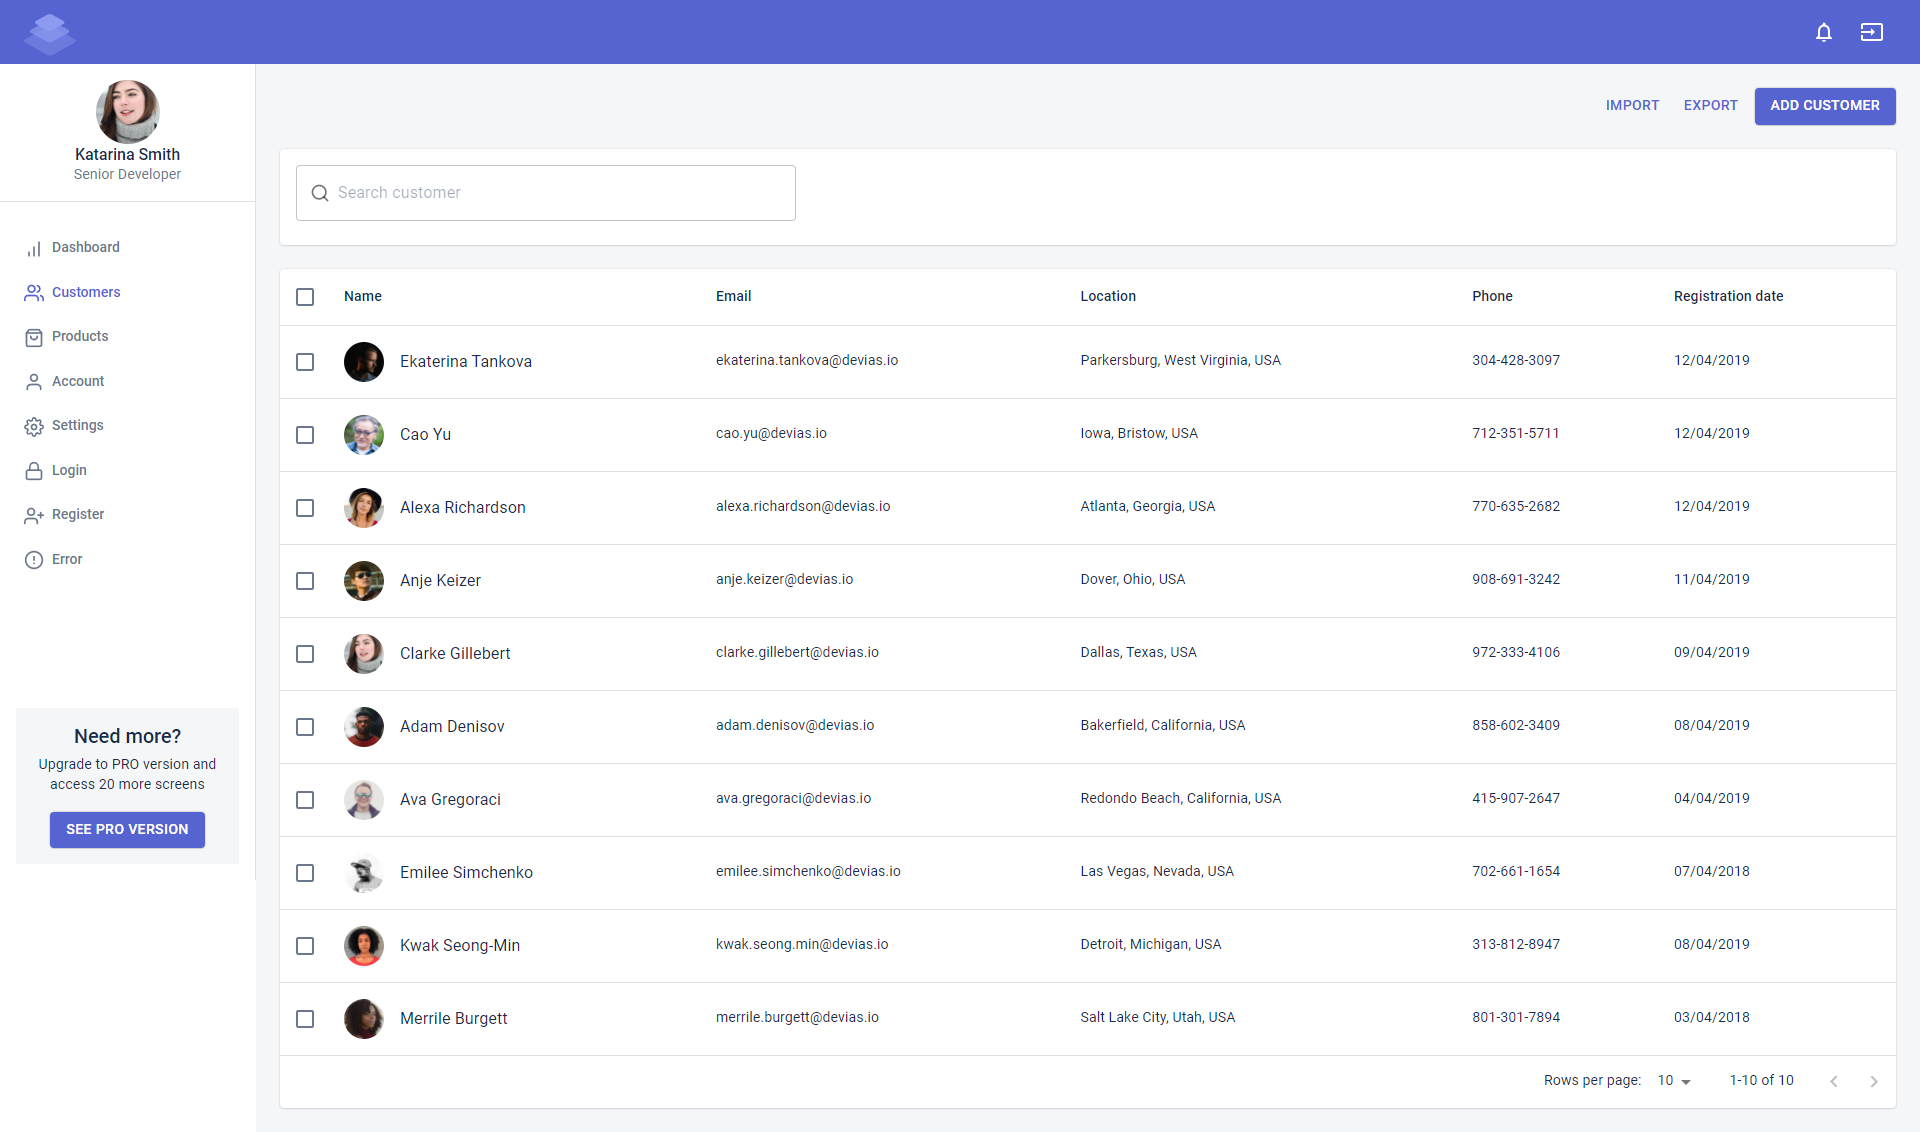 Katarina Smith
Senior Developer
Dashboard
Customers
Products
Account
Settings
Login
Register
Error
Need more?
Upgrade to PRO version and
access 20 more screens
SEE PRO VERSION
IMPORT EXPORT ADD CUSTOMER
Search customer
Name Email Location Phone Registration date
Ekaterina Tankova ekaterina.tankova@devias.io Parkersburg, West Virginia, USA 304-428-3097 12/04/2019
Cao Yu cao.yu@devias.io Iowa, Bristow, USA 712-351-5711 12/04/2019
Alexa Richardson alexa.richardson@devias.io Atlanta, Georgia, USA 770-635-2682 12/04/2019
Anje Keizer anje.keizer@devias.io Dover, Ohio, USA 908-691-3242 11/04/2019
Clarke Gillebert clarke.gillebert@devias.io Dallas, Texas, USA 972-333-4106 09/04/2019
Adam Denisov adam.denisov@devias.io Bakerfield, California, USA 858-602-3409 08/04/2019
Ava Gregoraci ava.gregoraci@devias.io Redondo Beach, California, USA 415-907-2647 04/04/2019
Emilee Simchenko emilee.simchenko@devias.io Las Vegas, Nevada, USA 702-661-1654 07/04/2018
Kwak Seong-Min kwak.seong.min@devias.io Detroit, Michigan, USA 313-812-8947 08/04/2019
Merrile Burgett merrile.burgett@devias.io Salt Lake City, Utah, USA 801-301-7894 03/04/2018
Rows per page: 10 1-10 of 10